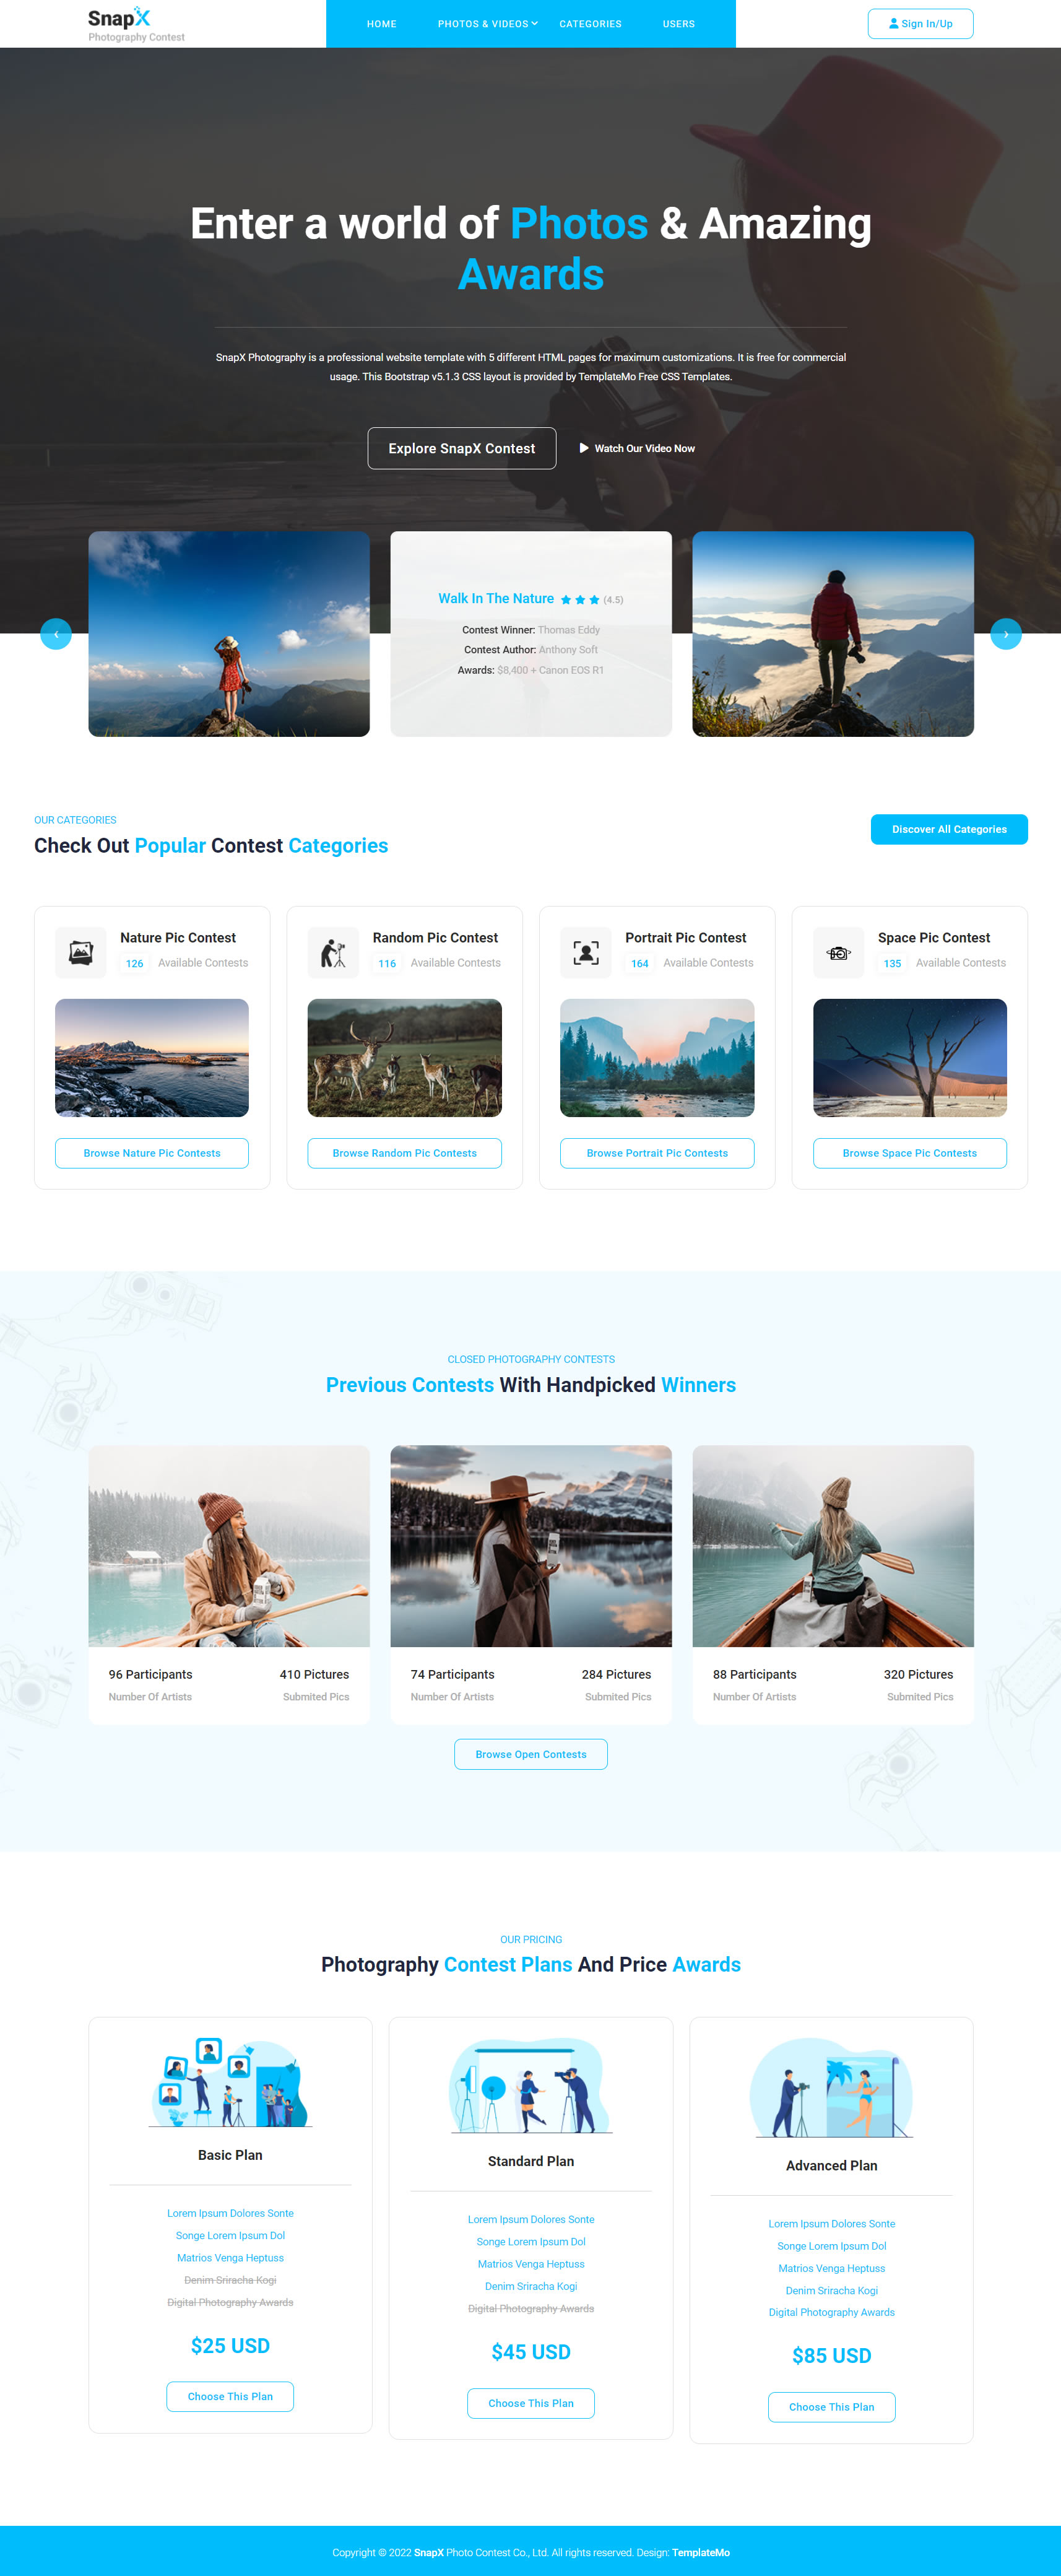 SnapX
Photography Contest
HOME
PHOTOS & VIDEOS
CATEGORIES
USERS
Sign In/Up
Enter a world of Photos & Amazing
Awards
SnapX Photography is a professional website template with 5 different HTML pages for maximum customizations. It is free for commercial
usage. This Bootstrap v5.1.3 CSS layout is provided by TemplateMo Free CSS Templates.
Explore SnapX Contest
Watch Our Video Now
‹
Walk In The Nature (4.5)
Contest Winner: Thomas Eddy
Contest Author: Anthony Soft
Awards: $8,400 + Canon EOS R1
›
OUR CATEGORIES
Check Out Popular Contest Categories
Discover All Categories
Nature Pic Contest
126 Available Contests
Browse Nature Pic Contests
Random Pic Contest
116 Available Contests
Browse Random Pic Contests
Portrait Pic Contest
164 Available Contests
Browse Portrait Pic Contests
Space Pic Contest
135 Available Contests
Browse Space Pic Contests
CLOSED PHOTOGRAPHY CONTESTS
Previous Contests With Handpicked Winners
96 Participants
Number Of Artists
410 Pictures
Submited Pics
74 Participants
Number Of Artists
284 Pictures
Submited Pics
88 Participants
Number Of Artists
320 Pictures
Submited Pics
Browse Open Contests
OUR PRICING
Photography Contest Plans And Price Awards
Basic Plan
Lorem Ipsum Dolores Sonte
Songe Lorem Ipsum Dol
Matrios Venga Heptuss
Denim Sriracha Kogi
Digital Photography Awards
$25 USD
Choose This Plan
Standard Plan
Lorem Ipsum Dolores Sonte
Songe Lorem Ipsum Dol
Matrios Venga Heptuss
Denim Sriracha Kogi
Digital Photography Awards
$45 USD
Choose This Plan
Advanced Plan
Lorem Ipsum Dolores Sonte
Songe Lorem Ipsum Dol
Matrios Venga Heptuss
Denim Sriracha Kogi
Digital Photography Awards
$85 USD
Choose This Plan
Copyright © 2022 SnapX Photo Contest Co., Ltd. All rights reserved. Design: TemplateMo